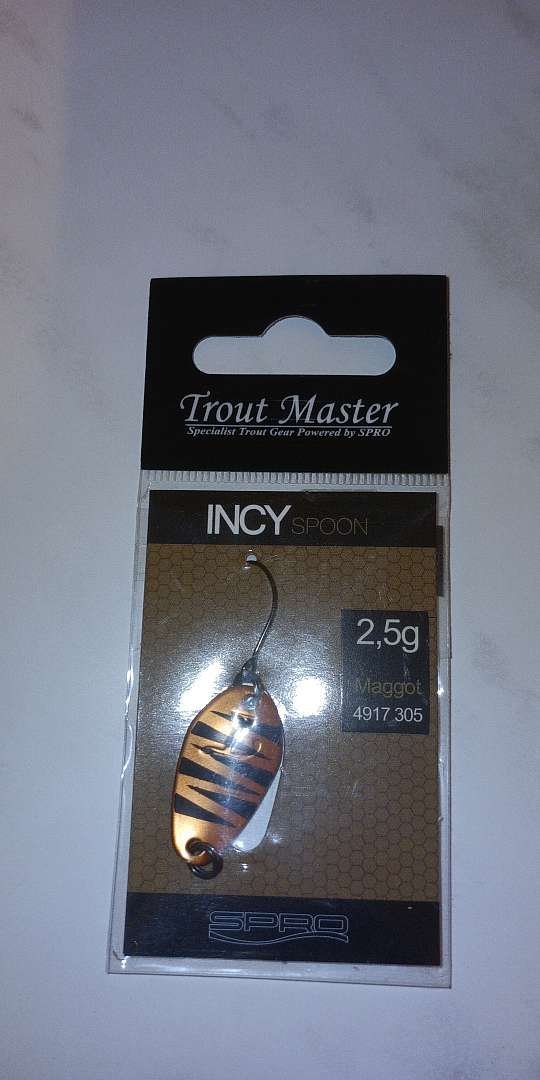 Trout Master
Specialist Trout Gear Powered by SPRO
INCY SPOON
2,5g
Maggot
4917 305
SPRO